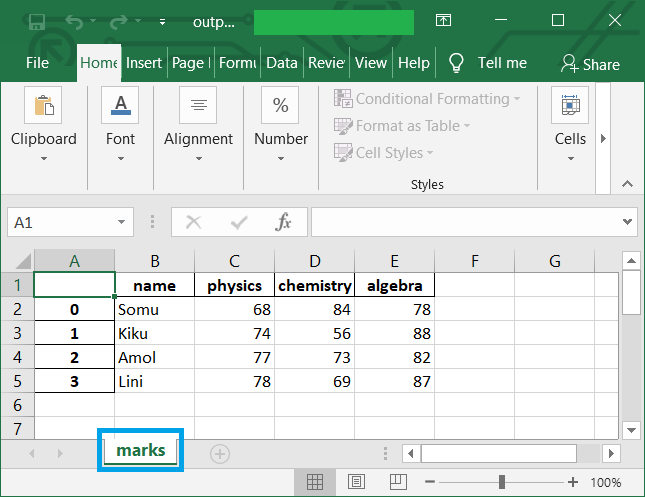 outp...
File Home Insert Page Formu Data Review View Help Tell me Share
Clipboard Font Alignment Number Cells
Conditional Formatting
Format as Table
Cell Styles
Styles
A1 fx
A B C D E F G
1 name physics chemistry algebra
2 0 Somu 68 84 78
3 1 Kiku 74 56 88
4 2 Amol 77 73 82
5 3 Lini 78 69 87
6
7
marks
100%